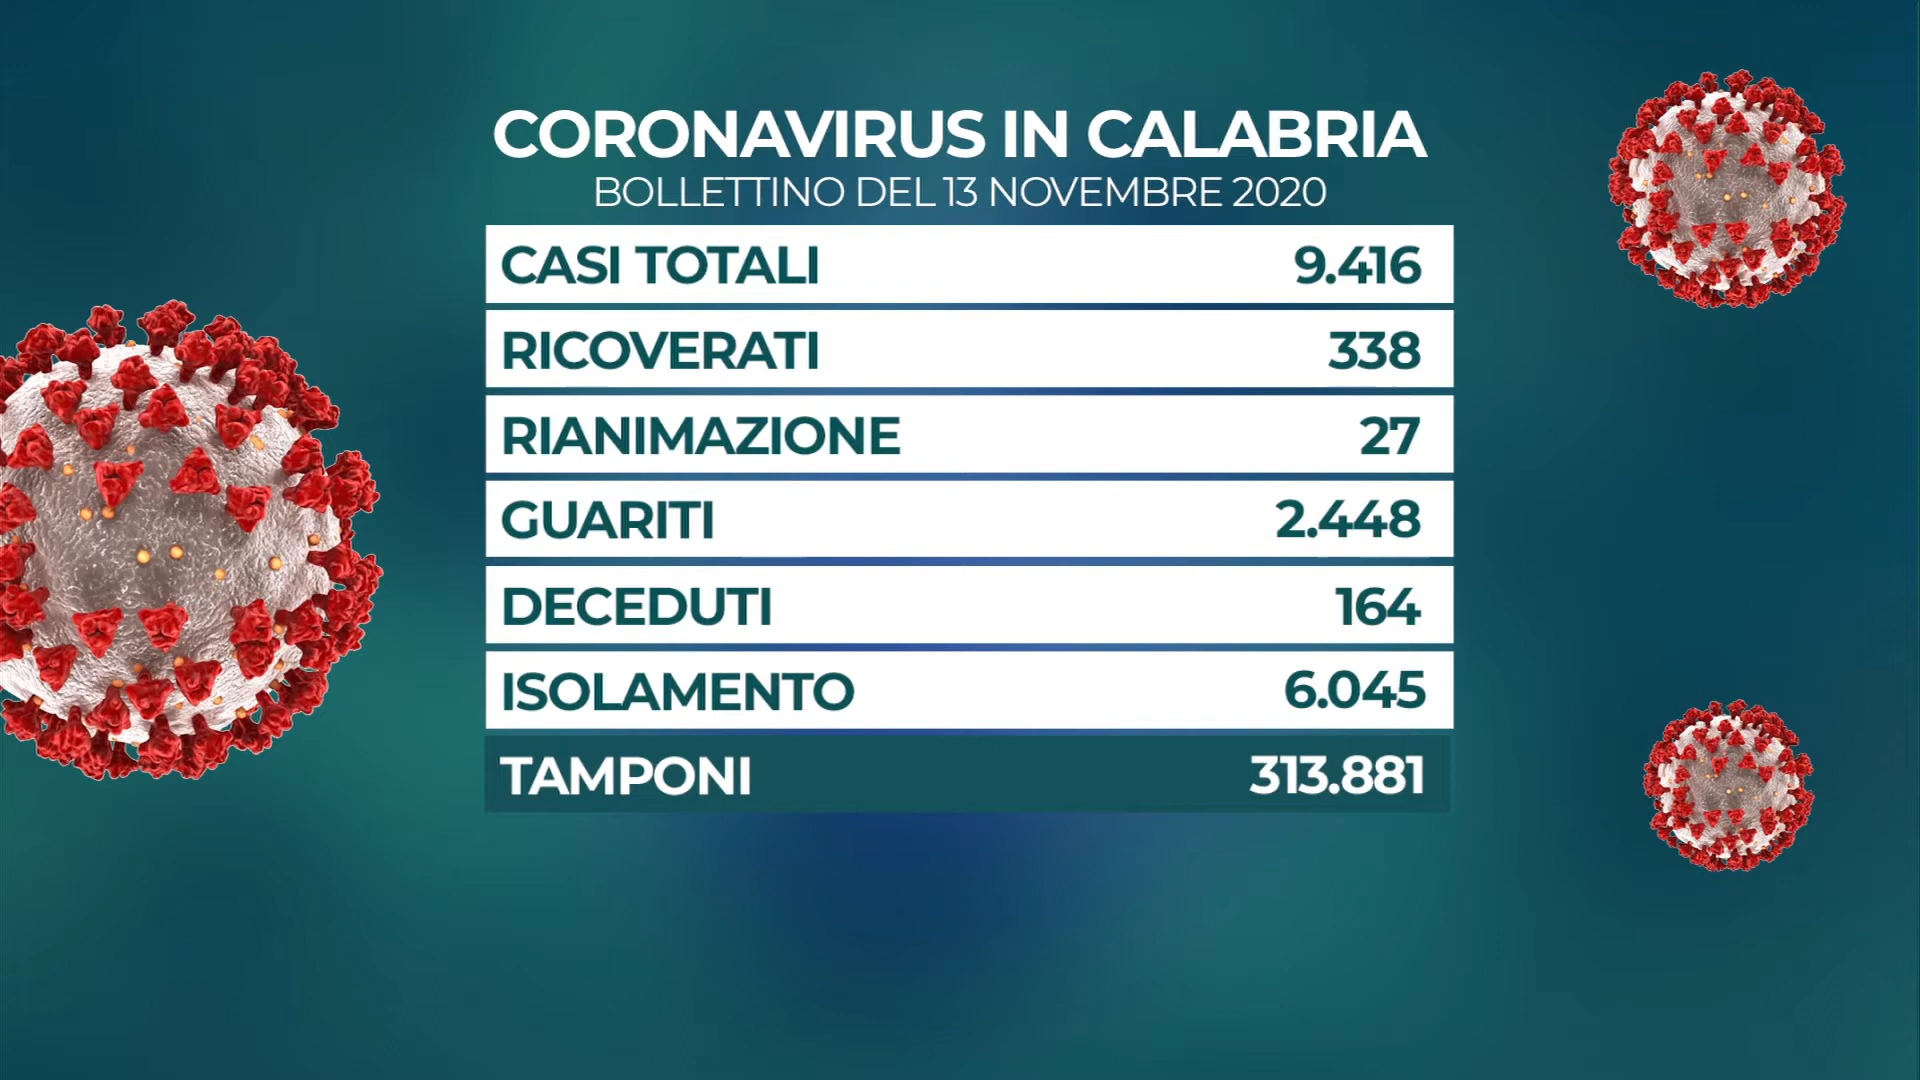 CORONAVIRUS IN CALABRIA
BOLLETTINO DEL 13 NOVEMBRE 2020
CASI TOTALI 9.416
RICOVERATI 338
RIANIMAZIONE 27
GUARITI 2.448
DECEDUTI 164
ISOLAMENTO 6.045
TAMPONI 313.881